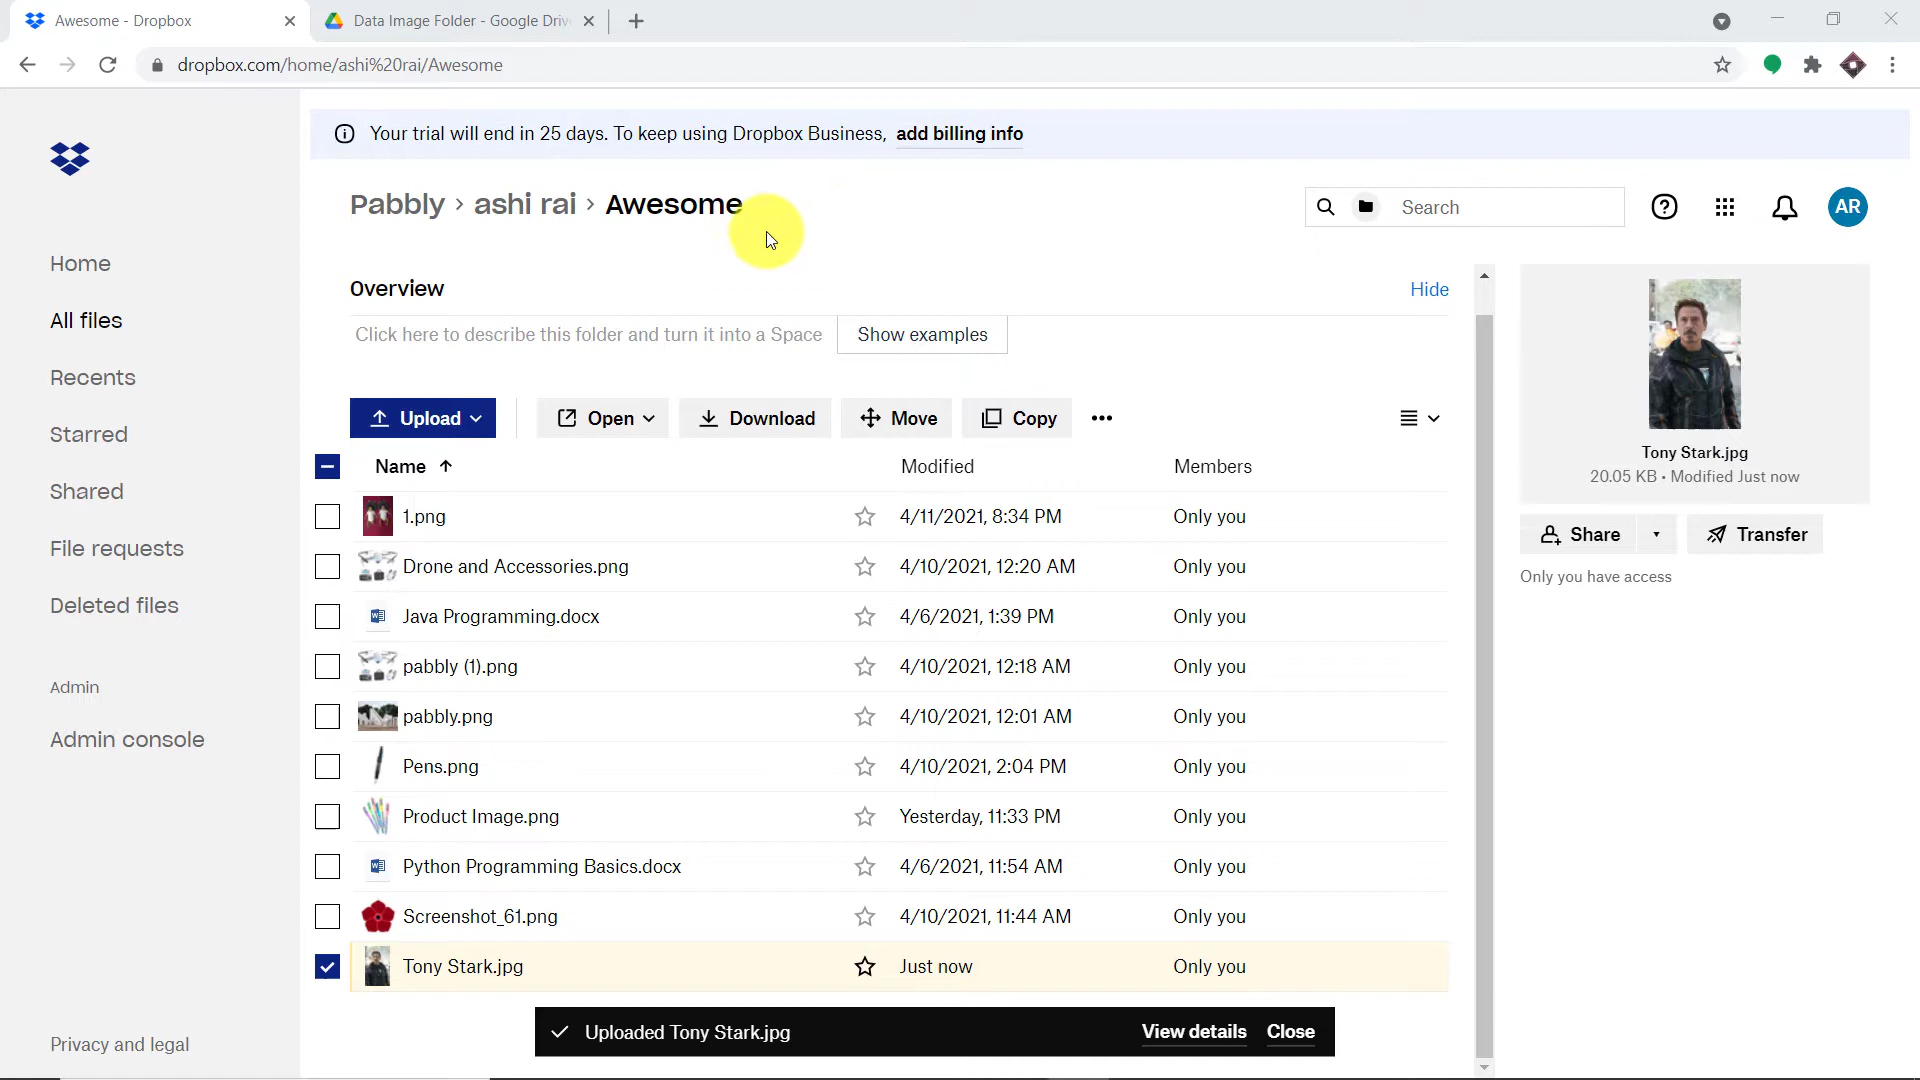 Awesome - Dropbox
Data Image Folder - Google Driv
dropbox.com/home/ashi%20rai/Awesome
Your trial will end in 25 days. To keep using Dropbox Business, add billing info
Pabbly › ashi rai › Awesome
Search
AR
Home
All files
Recents
Starred
Shared
File requests
Deleted files
Admin
Admin console
Privacy and legal
Overview
Hide
Click here to describe this folder and turn it into a Space
Show examples
Upload
Open
Download
Move
Copy
Name Modified Members
1.png 4/11/2021, 8:34 PM Only you
Drone and Accessories.png 4/10/2021, 12:20 AM Only you
Java Programming.docx 4/6/2021, 1:39 PM Only you
pabbly (1).png 4/10/2021, 12:18 AM Only you
pabbly.png 4/10/2021, 12:01 AM Only you
Pens.png 4/10/2021, 2:04 PM Only you
Product Image.png Yesterday, 11:33 PM Only you
Python Programming Basics.docx 4/6/2021, 11:54 AM Only you
Screenshot_61.png 4/10/2021, 11:44 AM Only you
Tony Stark.jpg Just now Only you
Uploaded Tony Stark.jpg View details Close
Tony Stark.jpg
20.05 KB • Modified Just now
Share
Transfer
Only you have access